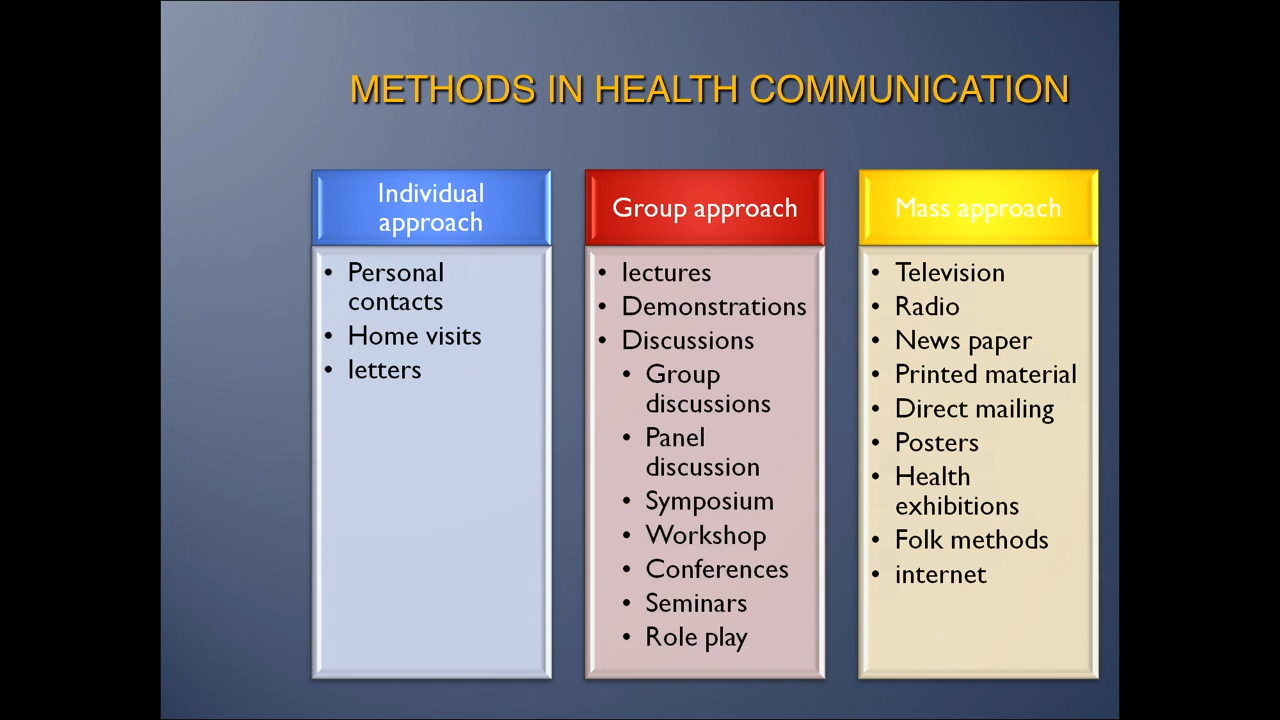 METHODS IN HEALTH COMMUNICATION
Individual
approach
• Personal
contacts
• Home visits
• letters
Group approach
• lectures
• Demonstrations
• Discussions
• Group
discussions
• Panel
discussion
• Symposium
• Workshop
• Conferences
• Seminars
• Role play
Mass approach
• Television
• Radio
• News paper
• Printed material
• Direct mailing
• Posters
• Health
exhibitions
• Folk methods
• internet